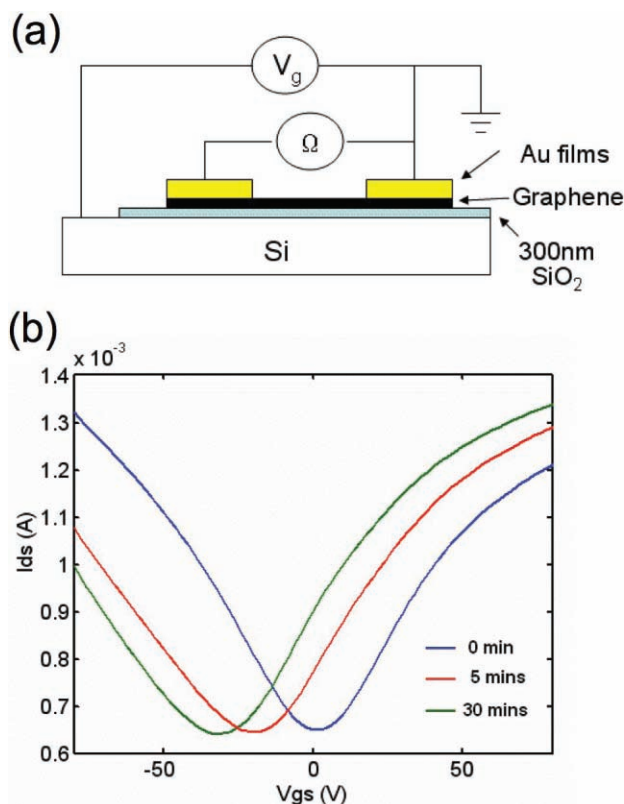 (a)
Vg
Ω
Au films
Graphene
300nm
SiO2
Si
(b)
x 10-3
1.4
1.3
1.2
1.1
1
0.9
0.8
0.7
0.6
Ids (A)
0 min
5 mins
30 mins
-50
0
50
Vgs (V)